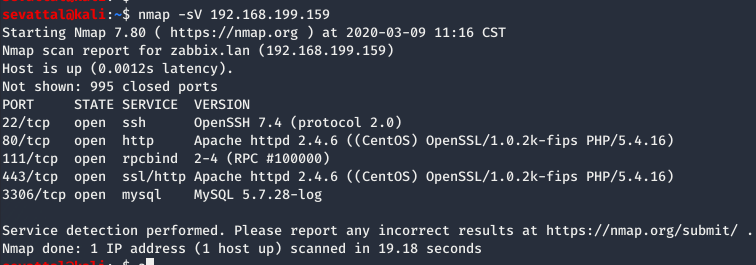 sevattal@kali:~$ nmap -sV 192.168.199.159
Starting Nmap 7.80 ( https://nmap.org ) at 2020-03-09 11:16 CST
Nmap scan report for zabbix.lan (192.168.199.159)
Host is up (0.0012s latency).
Not shown: 995 closed ports
PORT     STATE SERVICE  VERSION
22/tcp   open  ssh      OpenSSH 7.4 (protocol 2.0)
80/tcp   open  http     Apache httpd 2.4.6 ((CentOS) OpenSSL/1.0.2k-fips PHP/5.4.16)
111/tcp  open  rpcbind  2-4 (RPC #100000)
443/tcp  open  ssl/http Apache httpd 2.4.6 ((CentOS) OpenSSL/1.0.2k-fips PHP/5.4.16)
3306/tcp open  mysql    MySQL 5.7.28-log
Service detection performed. Please report any incorrect results at https://nmap.org/submit/ .
Nmap done: 1 IP address (1 host up) scanned in 19.18 seconds